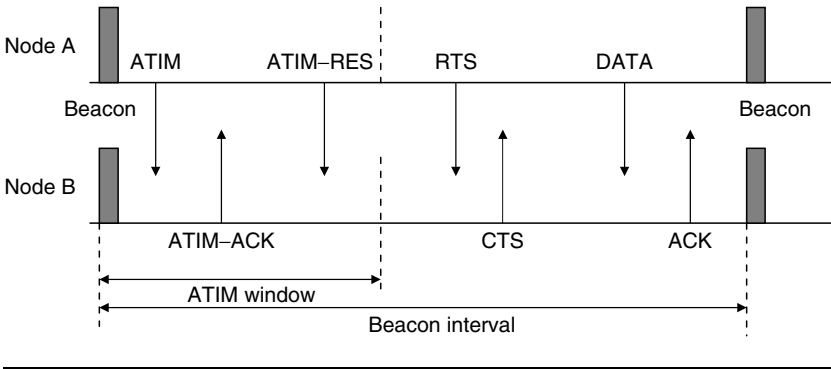 Node A
ATIM
ATIM–RES
RTS
DATA
Beacon
Beacon
Node B
ATIM–ACK
CTS
ACK
ATIM window
Beacon interval